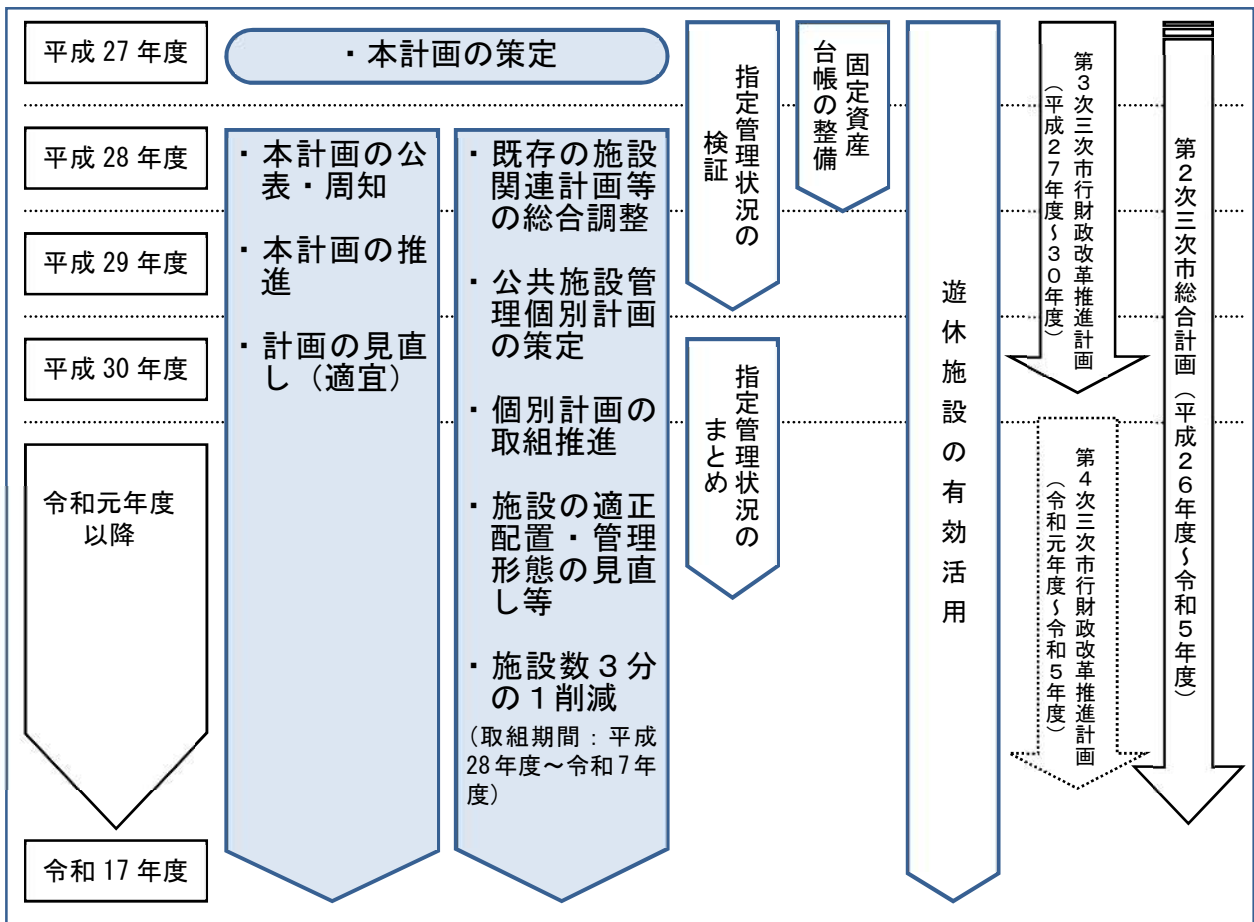 平成 27 年度
平成 28 年度
平成 29 年度
平成 30 年度
令和元年度
以降
令和 17 年度
・本計画の策定
・本計画の公
表・周知
・本計画の推
進
・計画の見直
し（適宜）
・既存の施設
関連計画等
の総合調整
・公共施設管
理個別計画
の策定
・個別計画の
取組推進
・施設の適正
配置・管理
形態の見直
し等
・施設数３分
の１削減
（取組期間：平成
28 年度～令和 7 年
度）
指定管理状況の
検証
指定管理状況の
まとめ
固定資産
台帳の整備
遊休施設の有効活用
第３次三次市行財政改革推進計画
（平成２７年度～３０年度）
第４次三次市行財政改革推進計画
（令和元年度～令和５年度）
第２次三次市総合計画（平成２６年度～令和５年度）